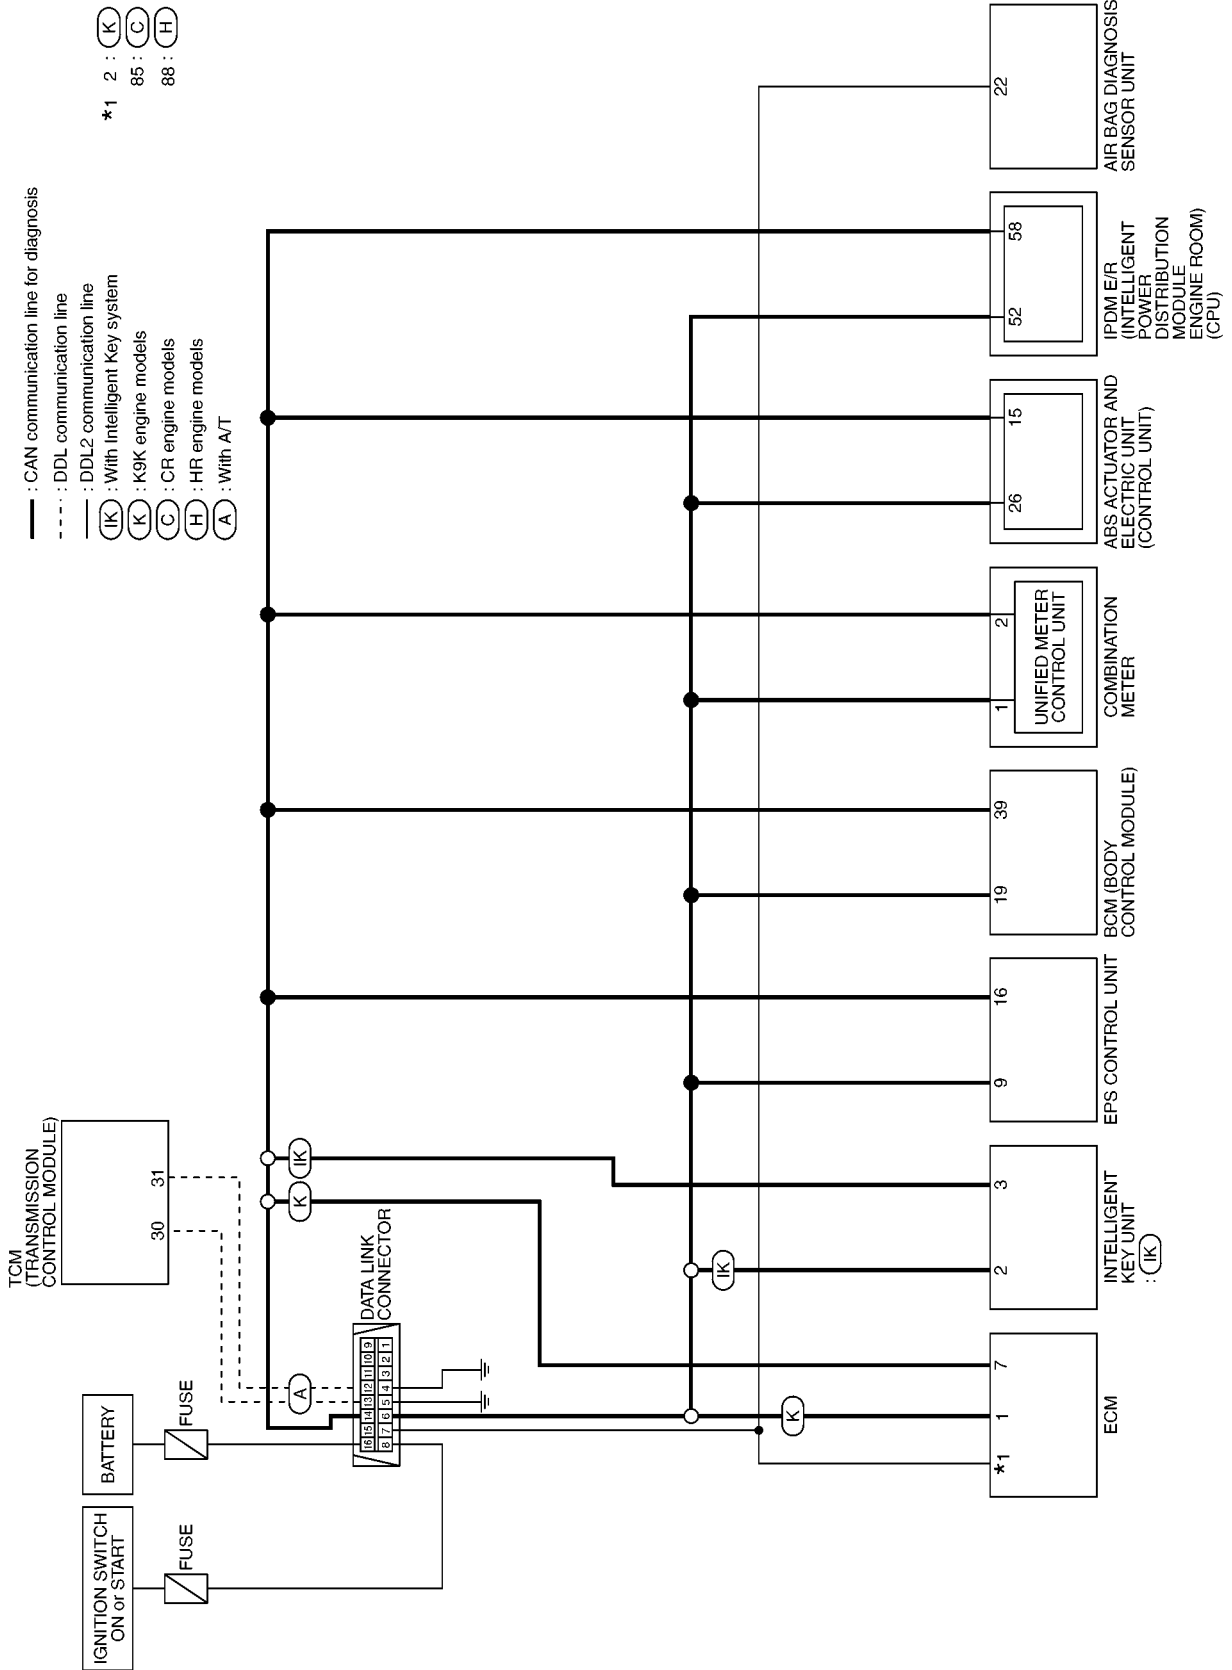 IGNITION SWITCH
ON or START
FUSE
BATTERY
FUSE
TCM
(TRANSMISSION
CONTROL MODULE)
30
31
A
DATA LINK
CONNECTOR
16 15 14 13 12 11 10 9
8 7 6 5 4 3 2 1
: CAN communication line for diagnosis
: DDL communication line
: DDL2 communication line
IK : With Intelligent Key system
K : K9K engine models
C : CR engine models
H : HR engine models
A : With A/T
*1 2 : K
85 : C
88 : H
K
IK
IK
K
*1
1
7
ECM
2
3
INTELLIGENT
KEY UNIT
: IK
9
16
EPS CONTROL UNIT
19
39
BCM (BODY
CONTROL MODULE)
1
2
UNIFIED METER
CONTROL UNIT
COMBINATION
METER
26
15
ABS ACTUATOR AND
ELECTRIC UNIT
(CONTROL UNIT)
52
58
IPDM E/R
(INTELLIGENT
POWER
DISTRIBUTION
MODULE
ENGINE ROOM)
(CPU)
22
AIR BAG DIAGNOSIS
SENSOR UNIT